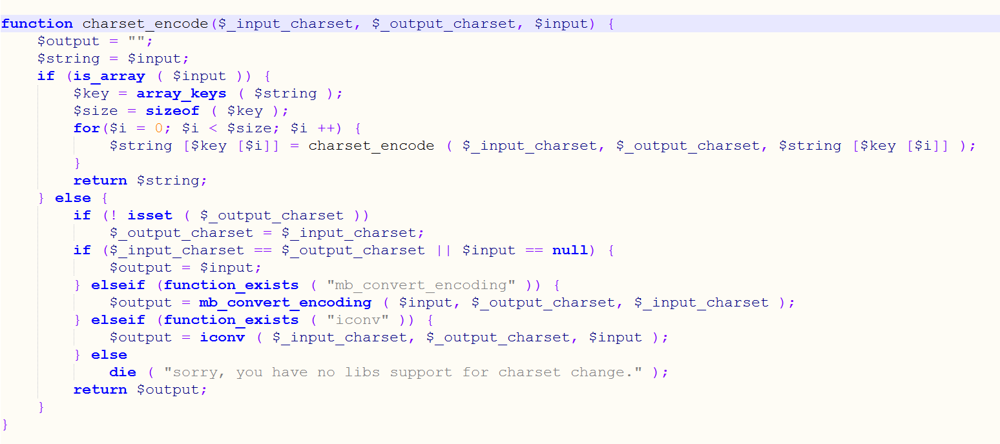 function charset_encode($_input_charset, $_output_charset, $input) {
    $output = "";
    $string = $input;
    if (is_array ( $input )) {
        $key = array_keys ( $string );
        $size = sizeof ( $key );
        for($i = 0; $i < $size; $i ++) {
            $string [$key [$i]] = charset_encode ( $_input_charset, $_output_charset, $string [$key [$i]] );
        }
        return $string;
    } else {
        if (! isset ( $_output_charset ))
            $_output_charset = $_input_charset;
        if ($_input_charset == $_output_charset || $input == null) {
            $output = $input;
        } elseif (function_exists ( "mb_convert_encoding" )) {
            $output = mb_convert_encoding ( $input, $_output_charset, $_input_charset );
        } elseif (function_exists ( "iconv" )) {
            $output = iconv ( $_input_charset, $_output_charset, $input );
        } else
            die ( "sorry, you have no libs support for charset change." );
        return $output;
    }
}